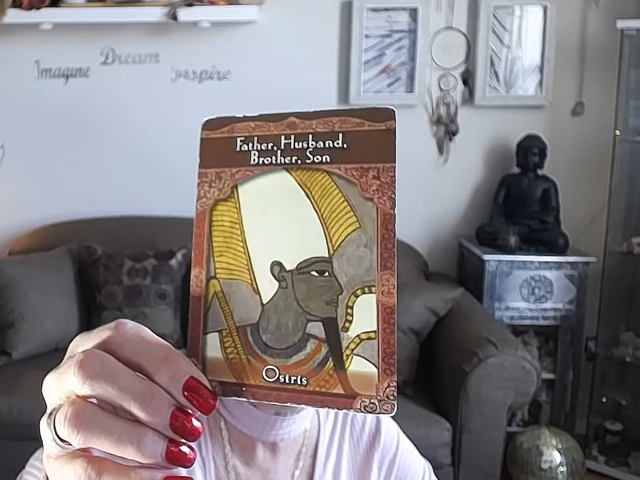 Imagine
Dream
Inspire
Father, Husband,
Brother, Son
Osiris